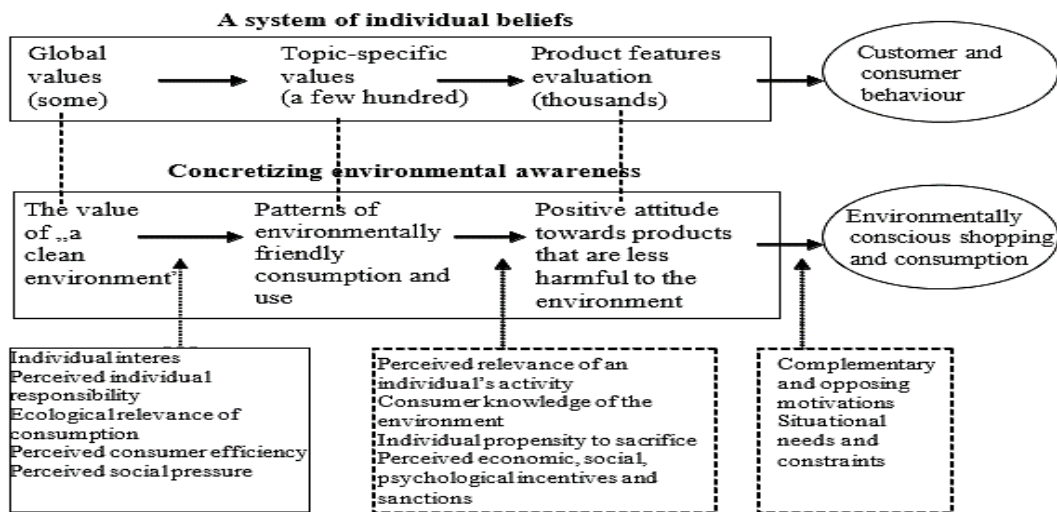 A system of individual beliefs
Global
values
(some)
Topic-specific
values
(a few hundred)
Product features
evaluation
(thousands)
Customer and
consumer
behaviour
Concretizing environmental awareness
The value
of „a
clean
environment”
Patterns of
environmentally
friendly
consumption and
use
Positive attitude
towards products
that are less
harmful to the
environment
Environmentally
conscious shopping
and consumption
Individual interes
Perceived individual
responsibility
Ecological relevance of
consumption
Perceived consumer efficiency
Perceived social pressure
Perceived relevance of an
individual’s activity
Consumer knowledge of the
environment
Individual propensity to sacrifice
Perceived economic, social,
psychological incentives and
sanctions
Complementary
and opposing
motivations
Situational
needs and
constraints